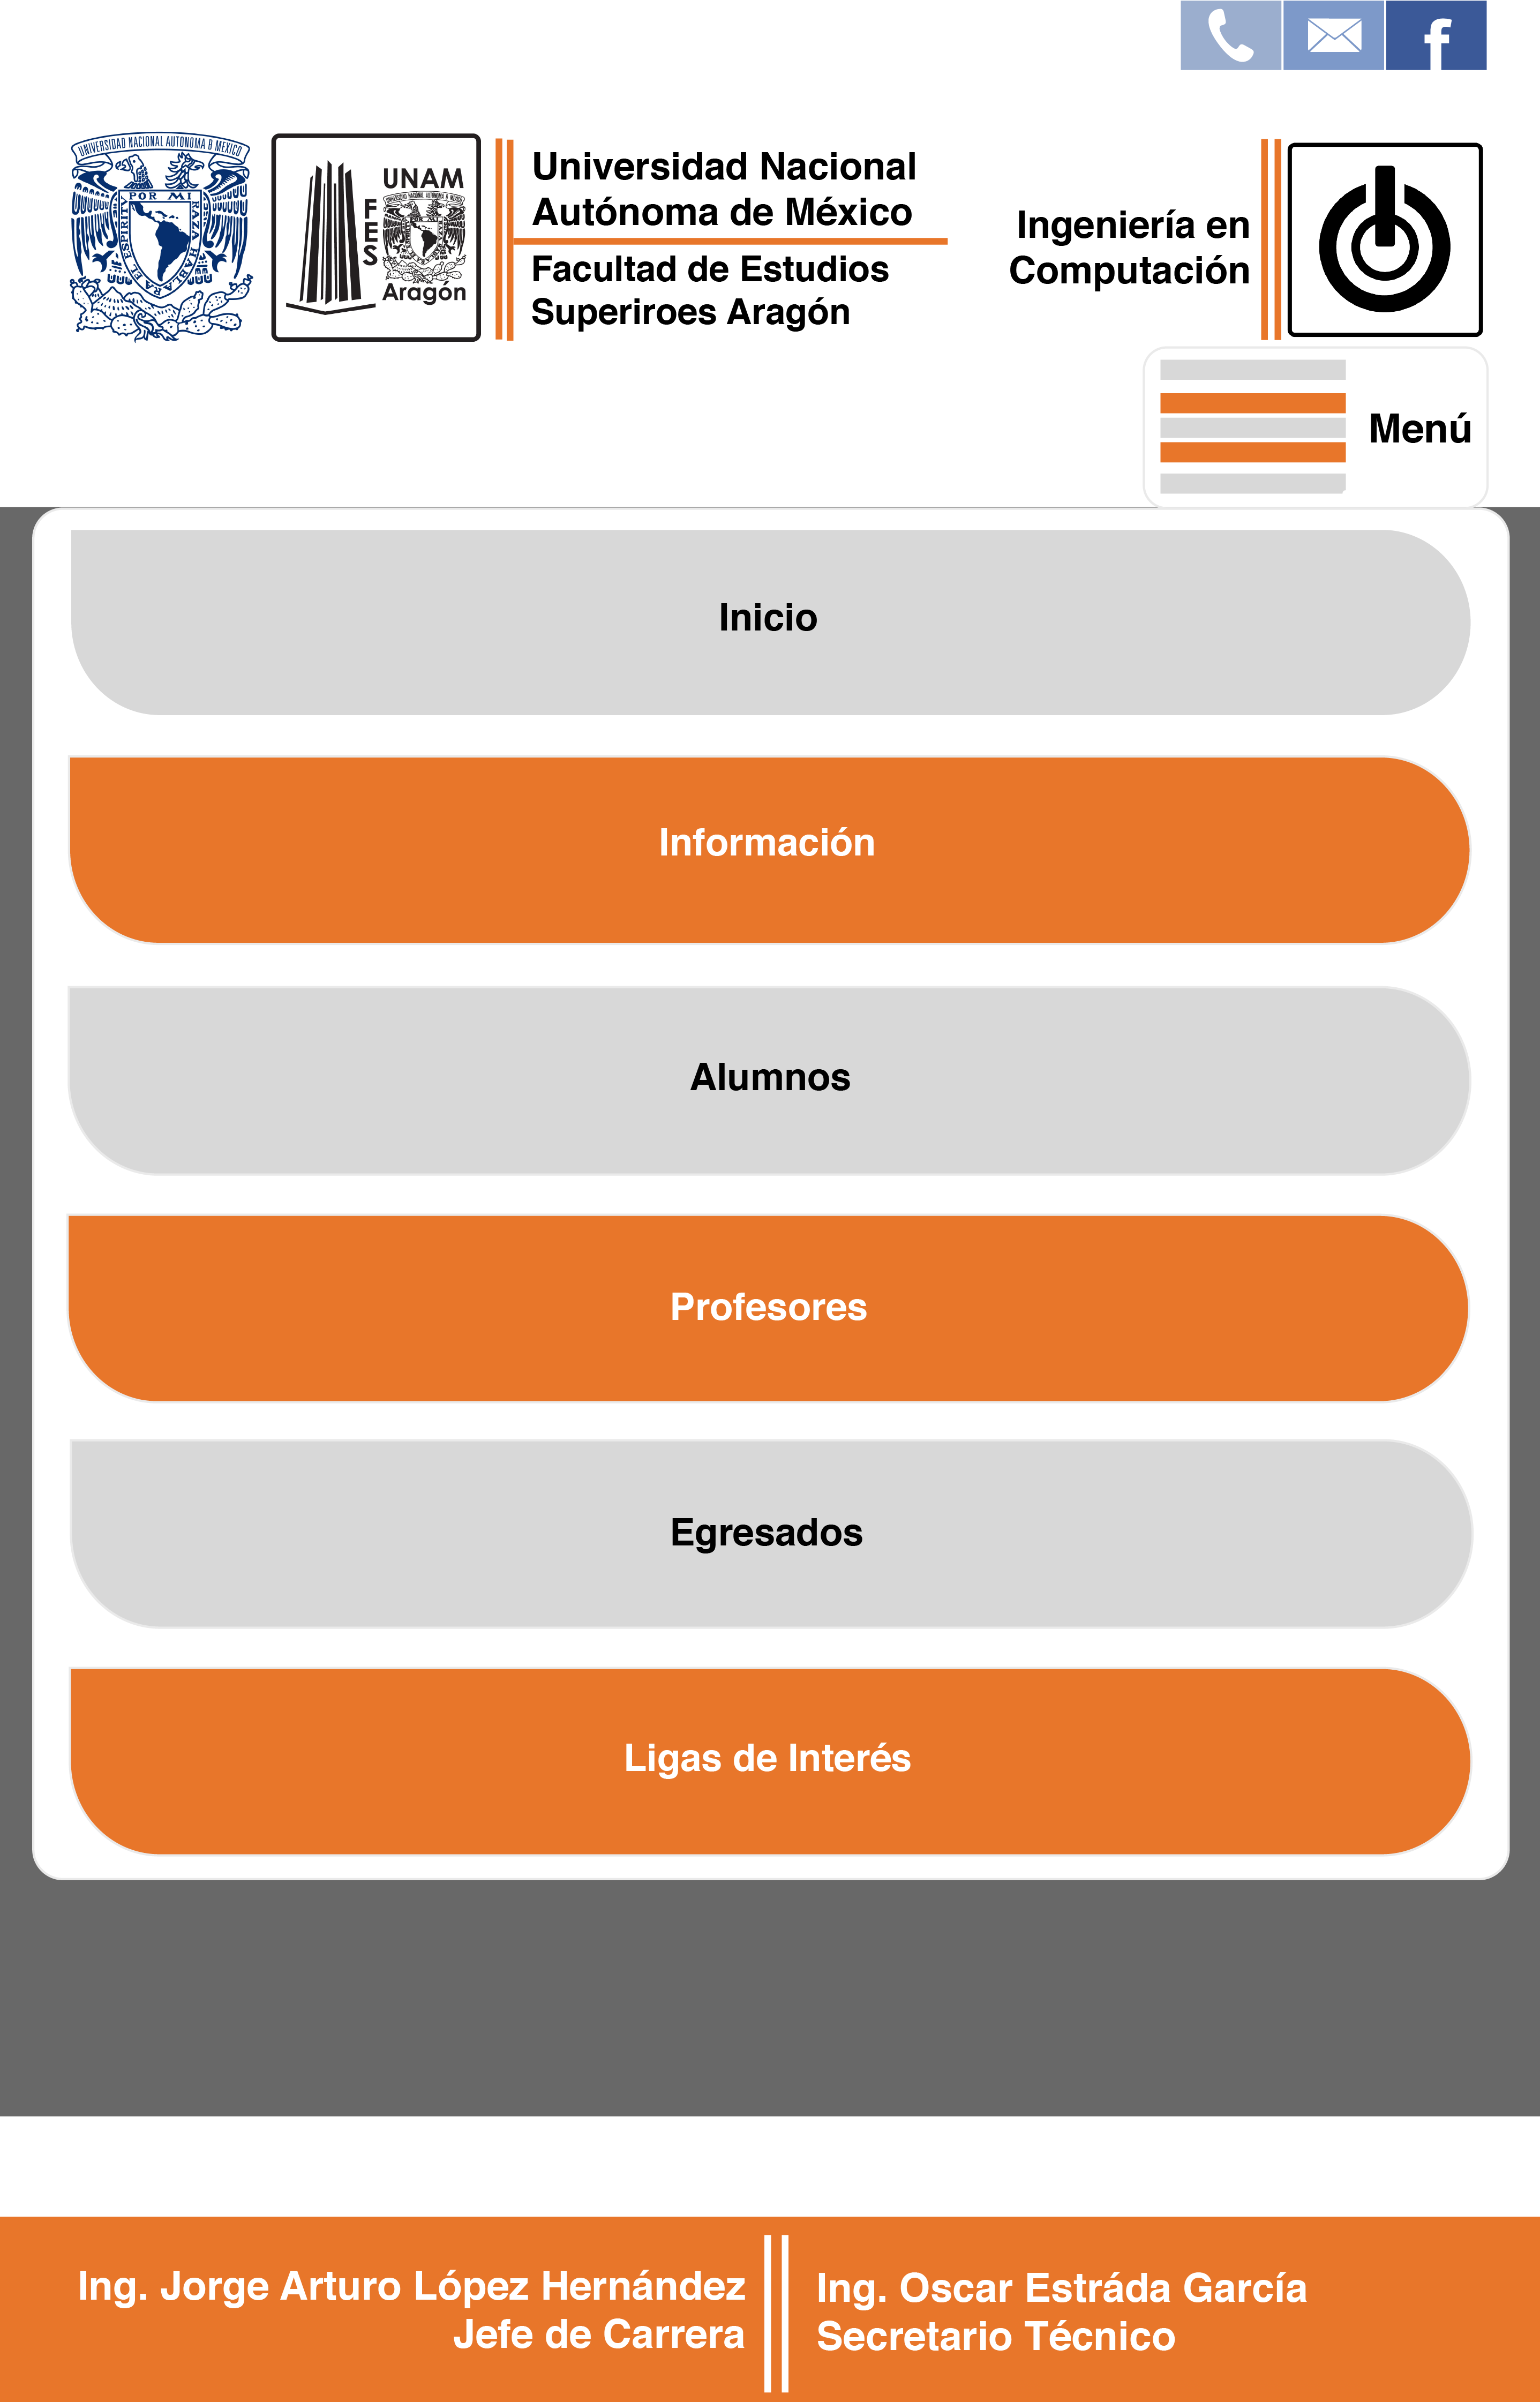 UNIVERSIDAD NACIONAL AUTONOMA D MEXICO
POR MI
RAZA HABLARA
EL ESPIRITU
UNAM
FES
Aragón
Universidad Nacional
Autónoma de México
Facultad de Estudios
Superiroes Aragón
Ingeniería en
Computación
Menú
Inicio
Información
Alumnos
Profesores
Egresados
Ligas de Interés
Ing. Jorge Arturo López Hernández
Jefe de Carrera
Ing. Oscar Estráda García
Secretario Técnico